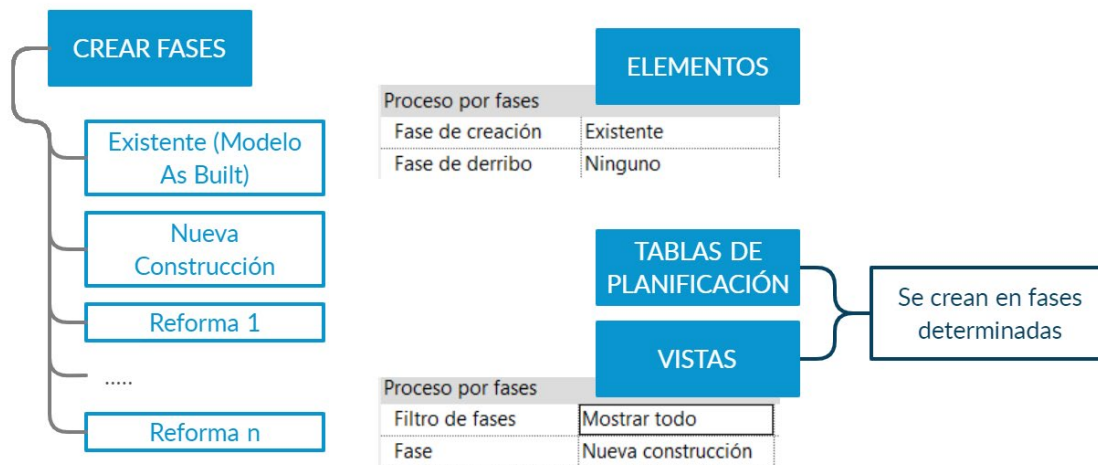 CREAR FASES
Existente (Modelo
As Built)
Nueva
Construcción
Reforma 1
.....
Reforma n
ELEMENTOS
Proceso por fases
Fase de creación Existente
Fase de derribo Ninguno
TABLAS DE
PLANIFICACIÓN
VISTAS
Se crean en fases
determinadas
Proceso por fases
Filtro de fases Mostrar todo
Fase Nueva construcción